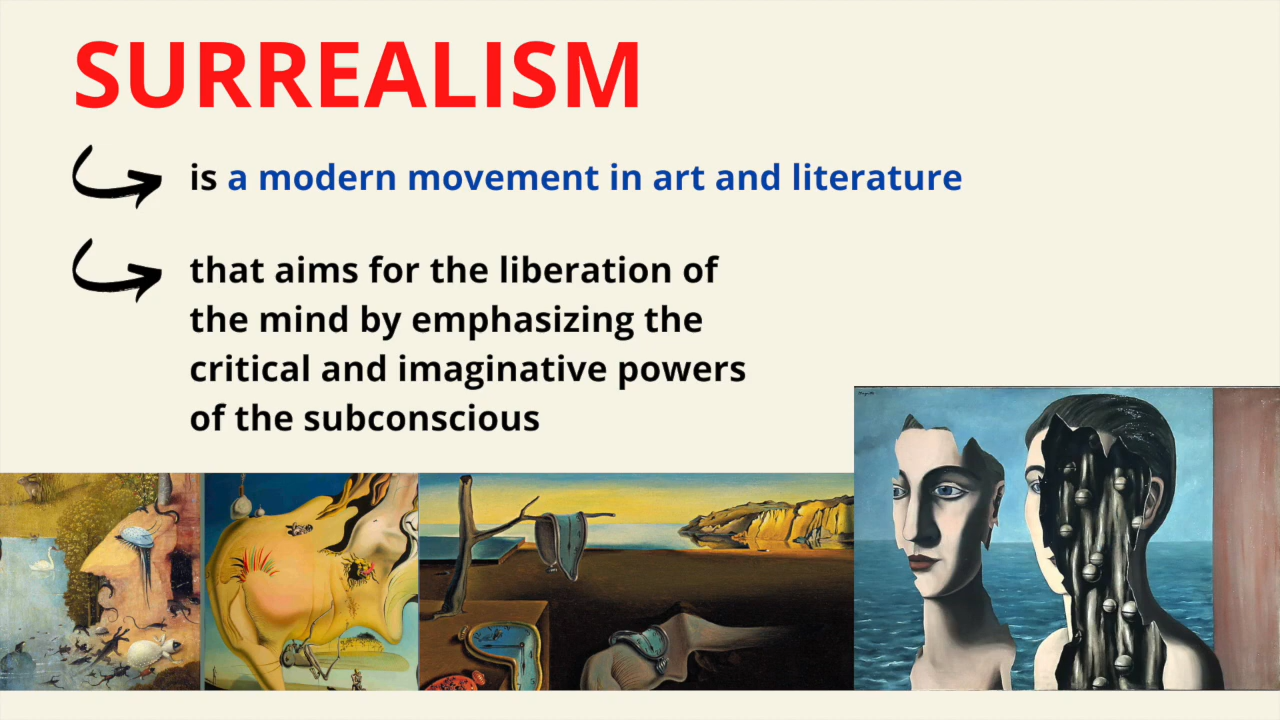 SURREALISM
is a modern movement in art and literature
that aims for the liberation of
the mind by emphasizing the
critical and imaginative powers
of the subconscious